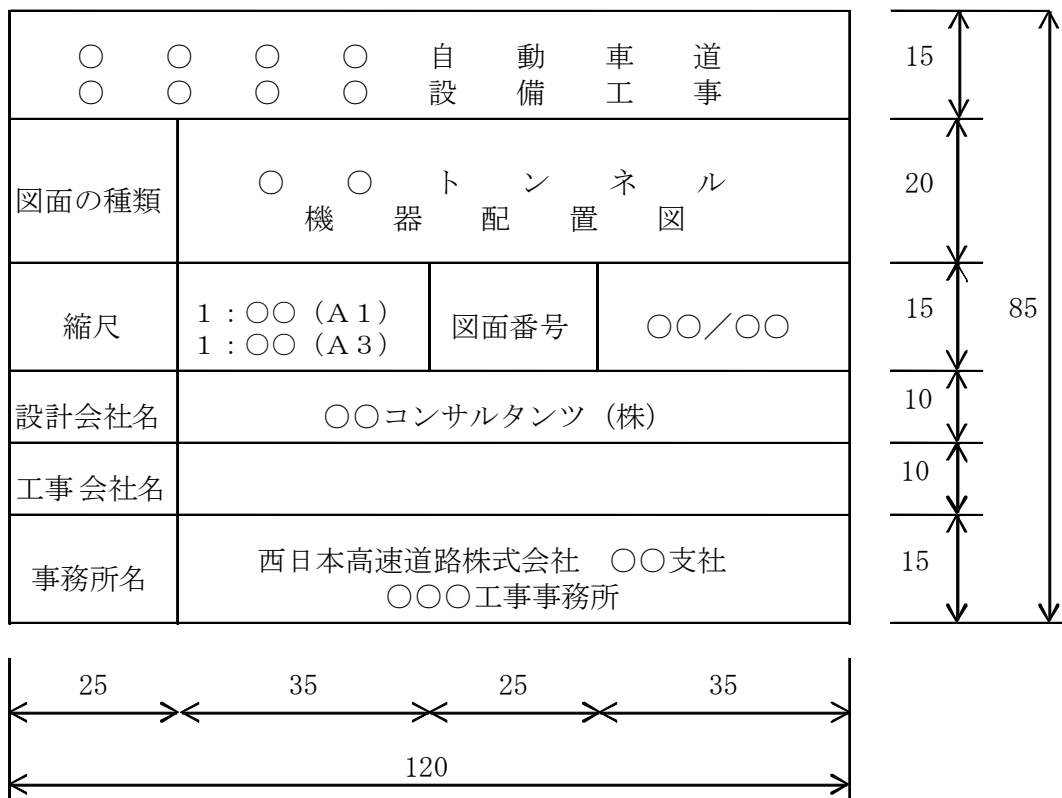 ○　○　○　○　自　動　車　道
○　○　○　○　設　備　工　事
図面の種類
○　○　ト　ン　ネ　ル
機　器　配　置　図
縮尺
１：○○（Ａ１）
１：○○（Ａ３）
図面番号
○○／○○
設計会社名
○○コンサルタンツ（株）
工事会社名
事務所名
西日本高速道路株式会社　○○支社
○○○工事事務所
15
20
15
10
10
15
85
25
35
25
35
120